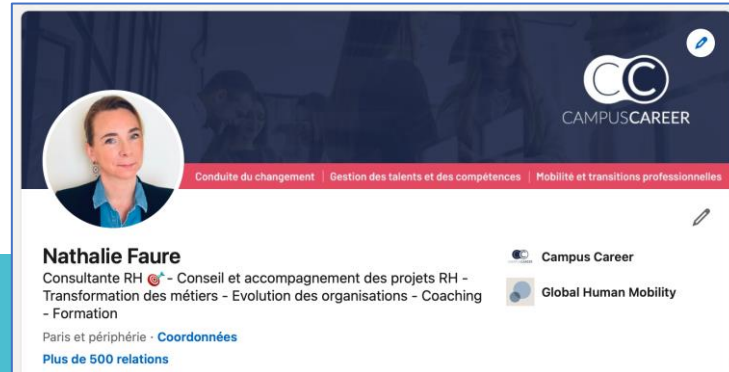 CC
CAMPUSCAREER
Conduite du changement | Gestion des talents et des compétences | Mobilité et transitions professionnelles
Nathalie Faure
Consultante RH 🎯 - Conseil et accompagnement des projets RH -
Transformation des métiers - Evolution des organisations - Coaching
- Formation
Paris et périphérie · Coordonnées
Plus de 500 relations
Campus Career
Global Human Mobility